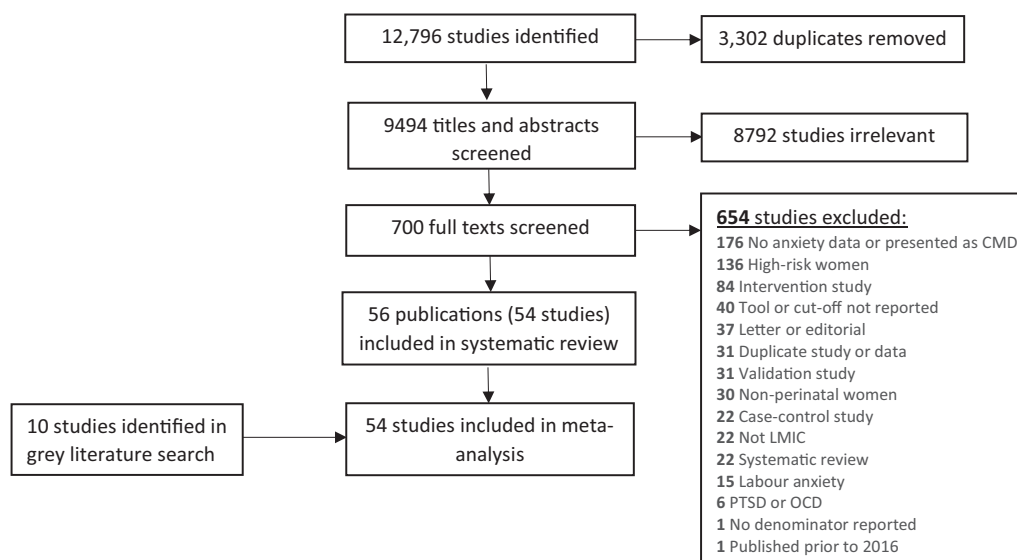 12,796 studies identified
3,302 duplicates removed
9494 titles and abstracts
screened
8792 studies irrelevant
700 full texts screened
654 studies excluded:
176 No anxiety data or presented as CMD
136 High-risk women
84 Intervention study
40 Tool or cut-off not reported
37 Letter or editorial
31 Duplicate study or data
31 Validation study
30 Non-perinatal women
22 Case-control study
22 Not LMIC
22 Systematic review
15 Labour anxiety
6 PTSD or OCD
1 No denominator reported
1 Published prior to 2016
56 publications (54 studies)
included in systematic review
10 studies identified in
grey literature search
54 studies included in meta-
analysis